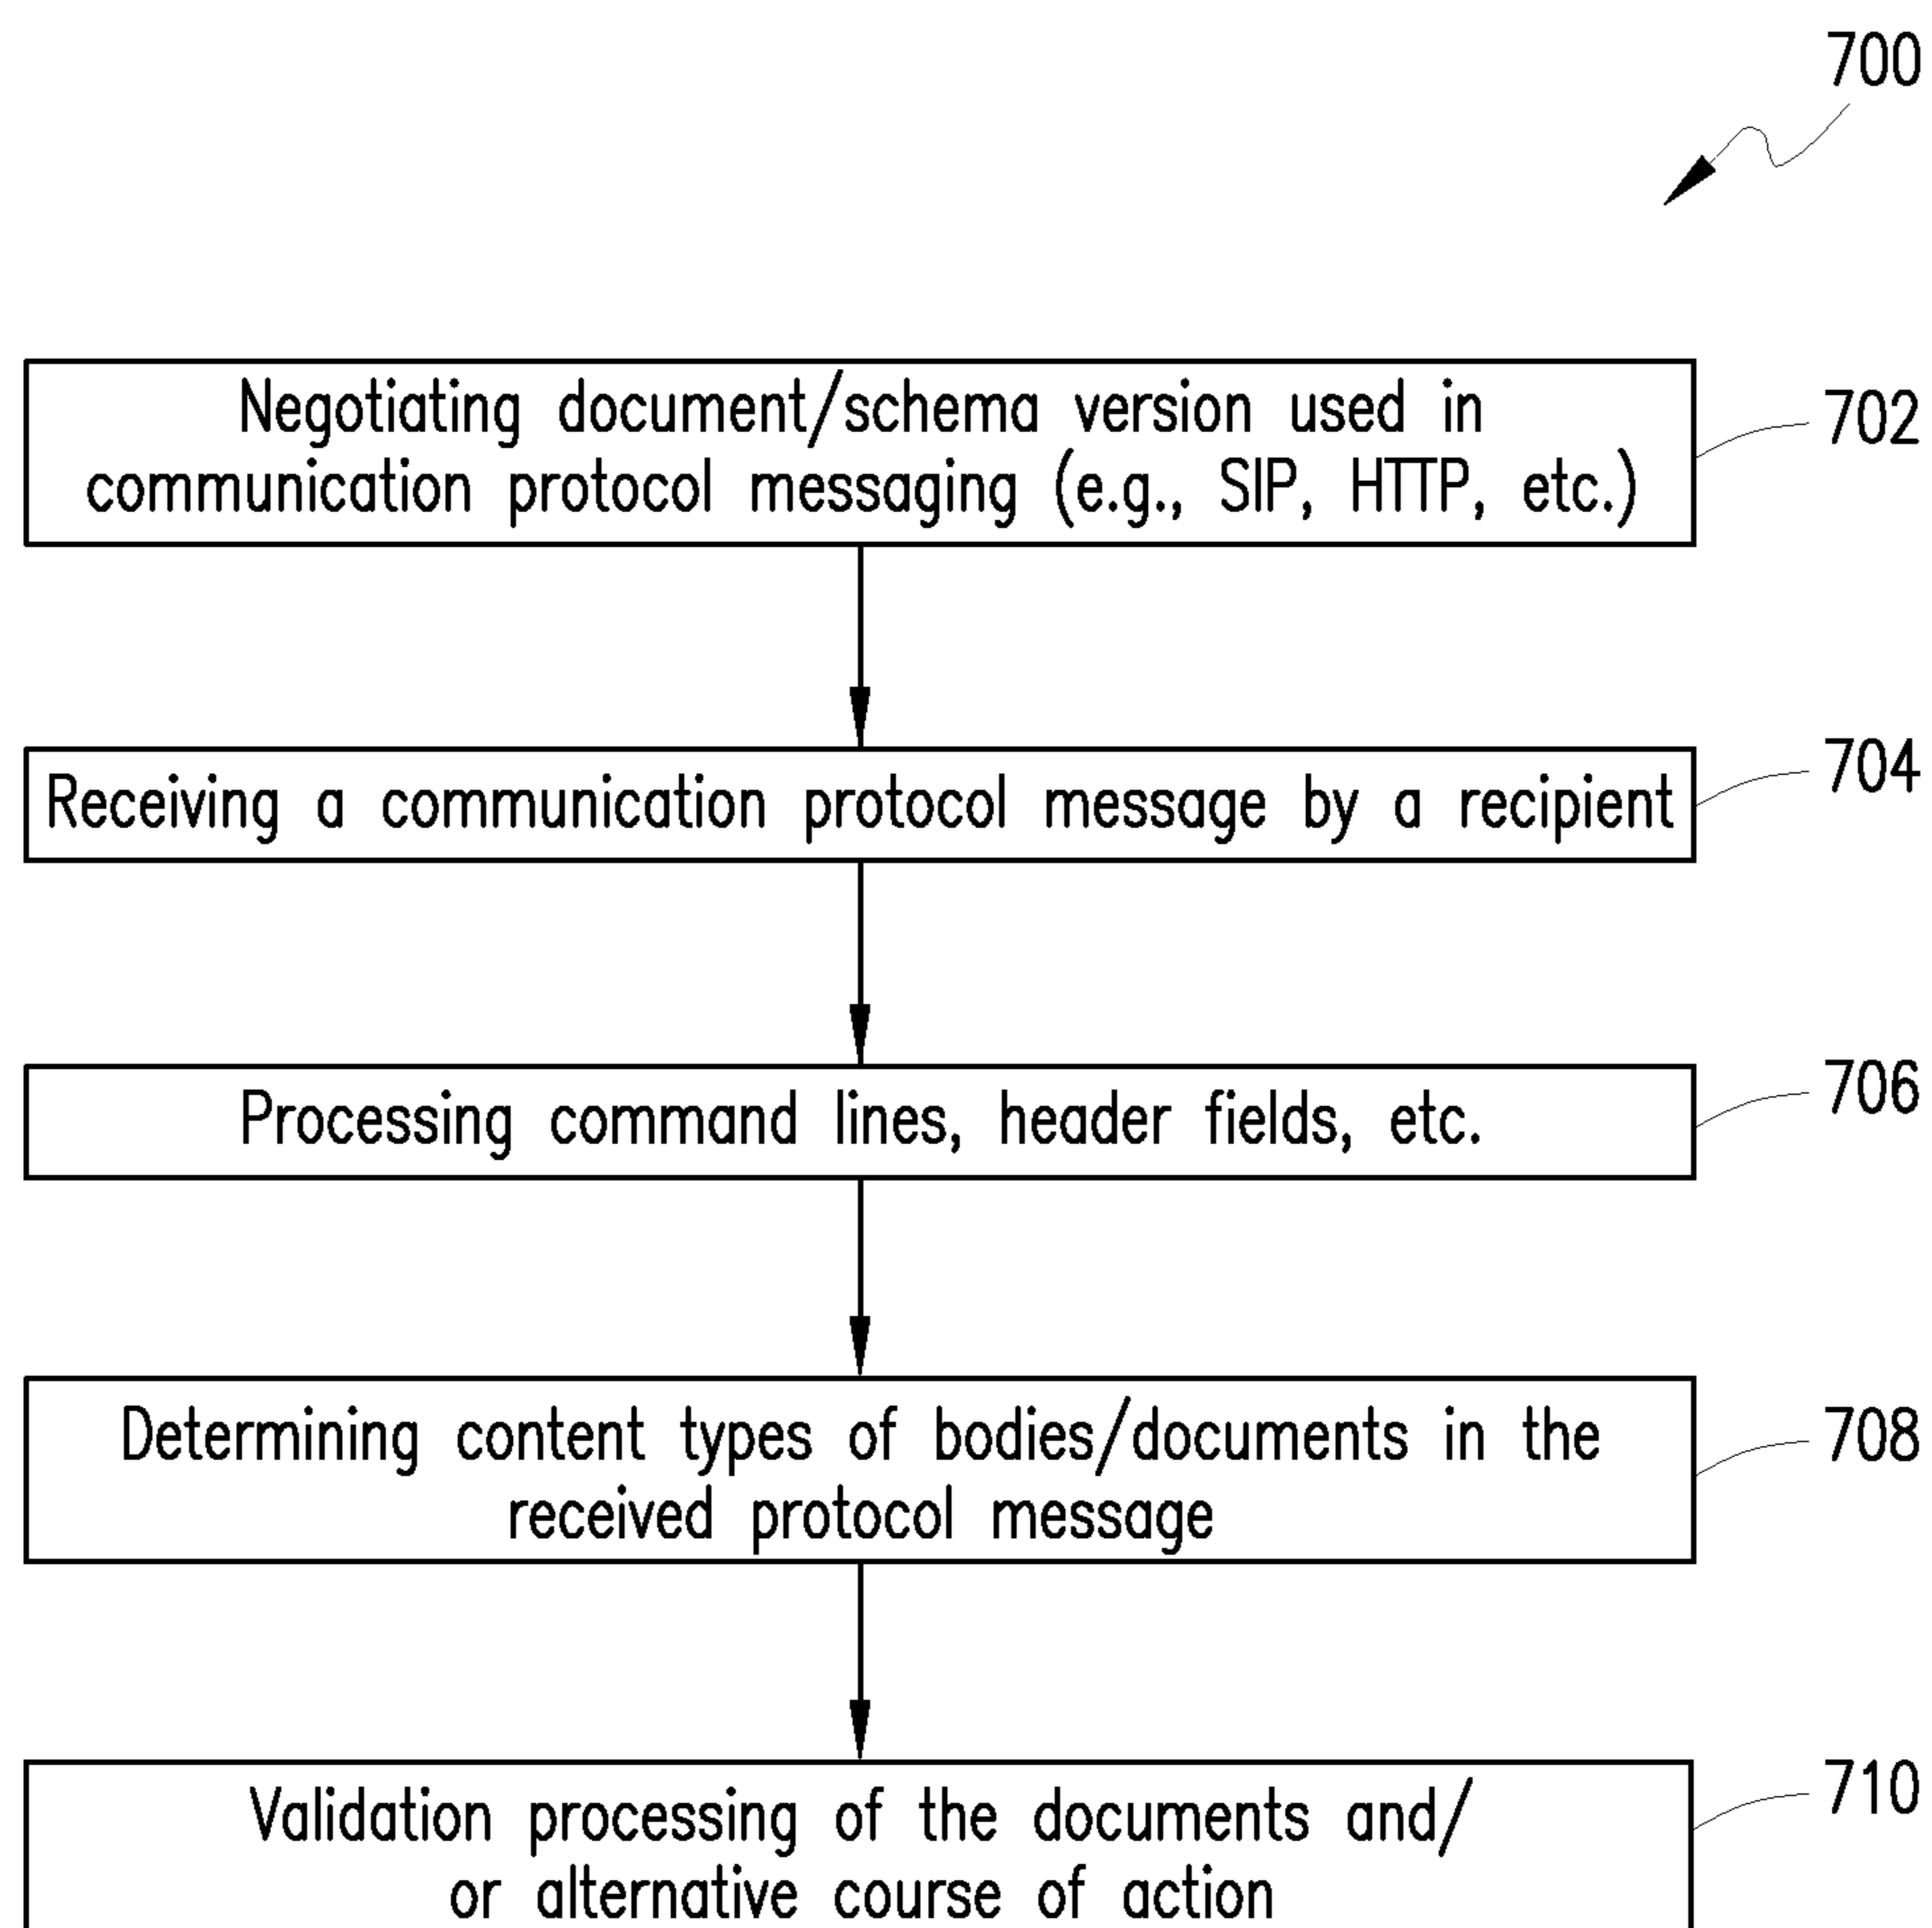 700
Negotiating document/schema version used in
communication protocol messaging (e.g., SIP, HTTP, etc.)
702
Receiving a communication protocol message by a recipient
704
Processing command lines, header fields, etc.
706
Determining content types of bodies/documents in the
received protocol message
708
Validation processing of the documents and/
or alternative course of action
710